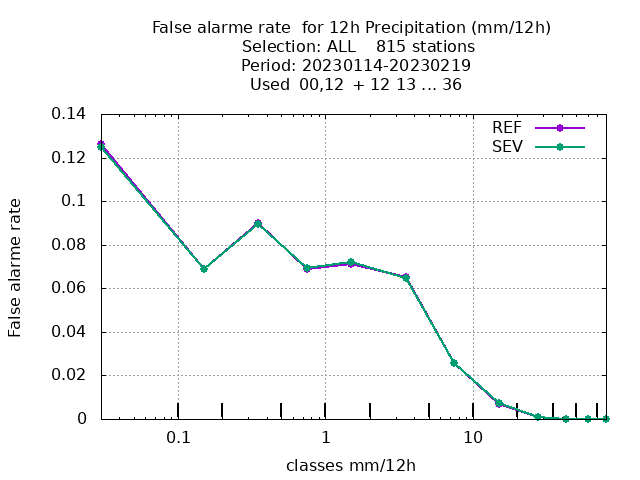 False alarme rate  for 12h Precipitation (mm/12h)
Selection: ALL    815 stations
Period: 20230114-20230219
Used  00,12  + 12 13 ... 36
0.14
0.12
0.1
0.08
0.06
0.04
0.02
0
False alarme rate
REF
SEV
0.1 1 10
classes mm/12h